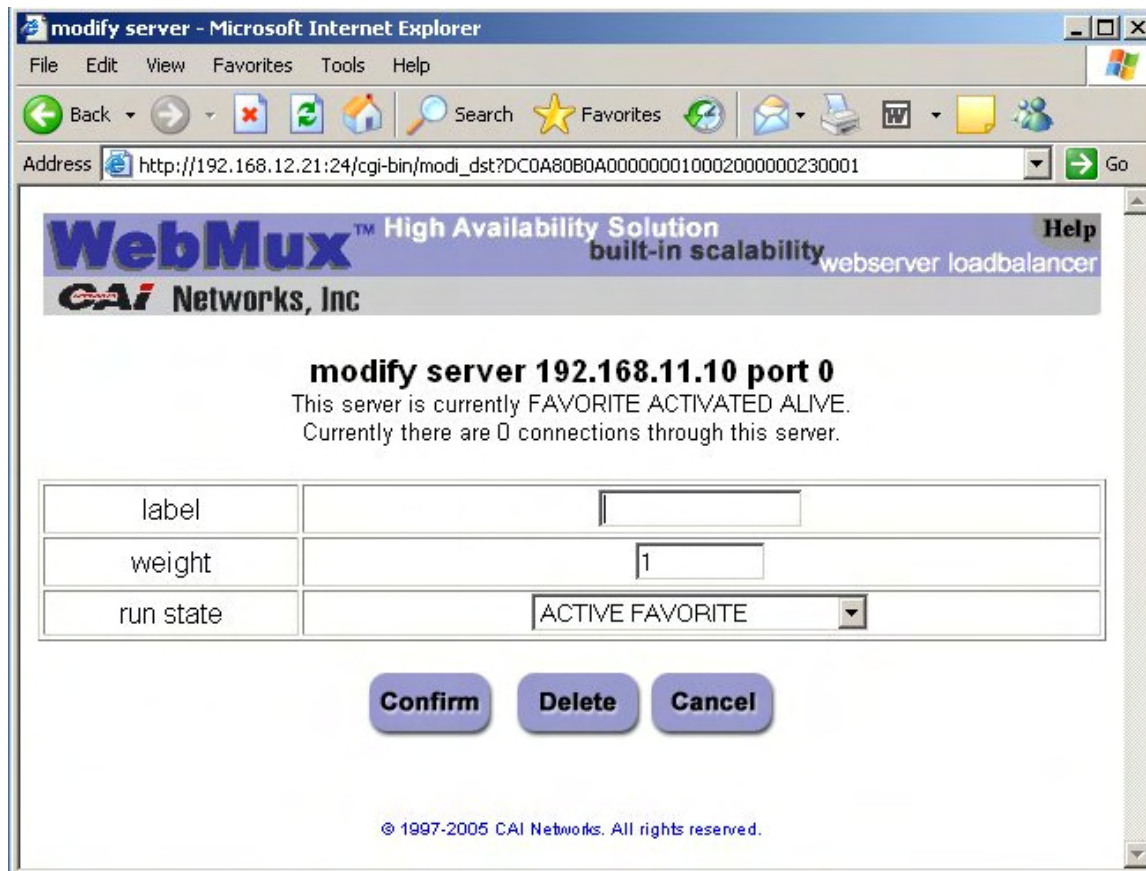 modify server - Microsoft Internet Explorer
File Edit View Favorites Tools Help
Back Search Favorites
Address http://192.168.12.21:24/cgi-bin/modi_dst?DC0A80B0A000000010002000000230001 Go
WebMux™ High Availability Solution Help
built-in scalability
webserver loadbalancer
CAI Networks, Inc
modify server 192.168.11.10 port 0
This server is currently FAVORITE ACTIVATED ALIVE.
Currently there are 0 connections through this server.
label
weight 1
run state ACTIVE FAVORITE
Confirm Delete Cancel
© 1997-2005 CAI Networks. All rights reserved.